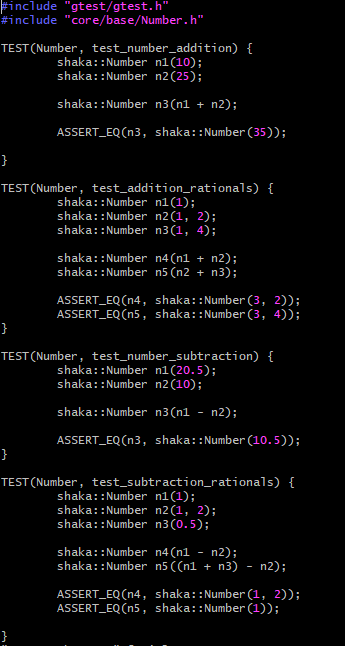 #include "gtest/gtest.h"
#include "core/base/Number.h"
TEST(Number, test_number_addition) {
shaka::Number n1(10);
shaka::Number n2(25);
shaka::Number n3(n1 + n2);
ASSERT_EQ(n3, shaka::Number(35));
}
TEST(Number, test_addition_rationals) {
shaka::Number n1(1);
shaka::Number n2(1, 2);
shaka::Number n3(1, 4);
shaka::Number n4(n1 + n2);
shaka::Number n5(n2 + n3);
ASSERT_EQ(n4, shaka::Number(3, 2));
ASSERT_EQ(n5, shaka::Number(3, 4));
}
TEST(Number, test_number_subtraction) {
shaka::Number n1(20.5);
shaka::Number n2(10);
shaka::Number n3(n1 - n2);
ASSERT_EQ(n3, shaka::Number(10.5));
}
TEST(Number, test_subtraction_rationals) {
shaka::Number n1(1);
shaka::Number n2(1, 2);
shaka::Number n3(0.5);
shaka::Number n4(n1 - n2);
shaka::Number n5((n1 + n3) - n2);
ASSERT_EQ(n4, shaka::Number(1, 2));
ASSERT_EQ(n5, shaka::Number(1));
}